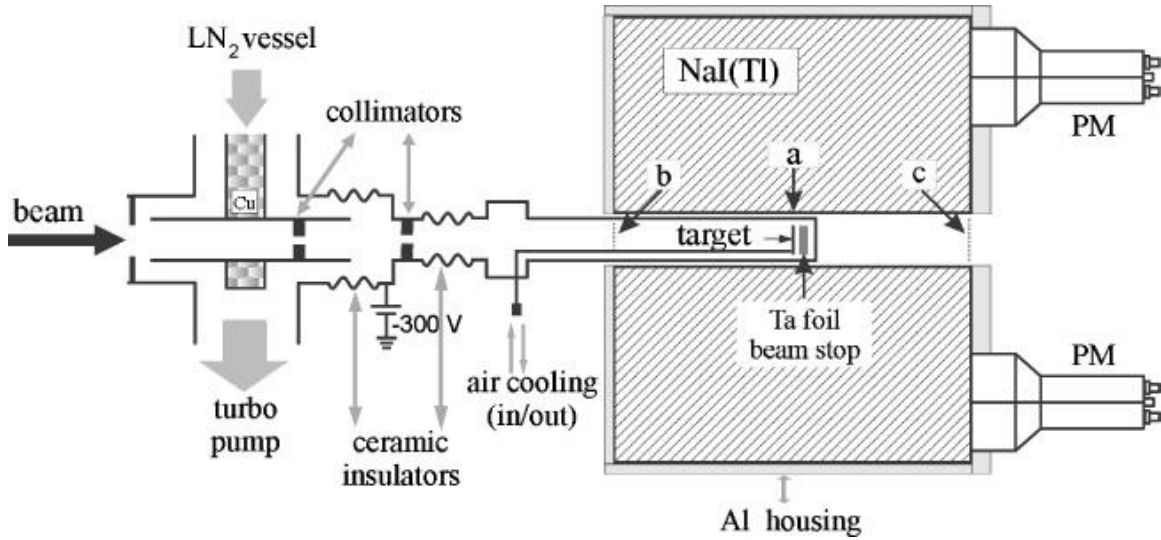 LN₂ vessel
collimators
NaI(Tl)
PM
a
b
c
Cu
beam
target
Ta foil
beam stop
-300 V
air cooling
(in/out)
turbo
pump
ceramic
insulators
PM
Al housing